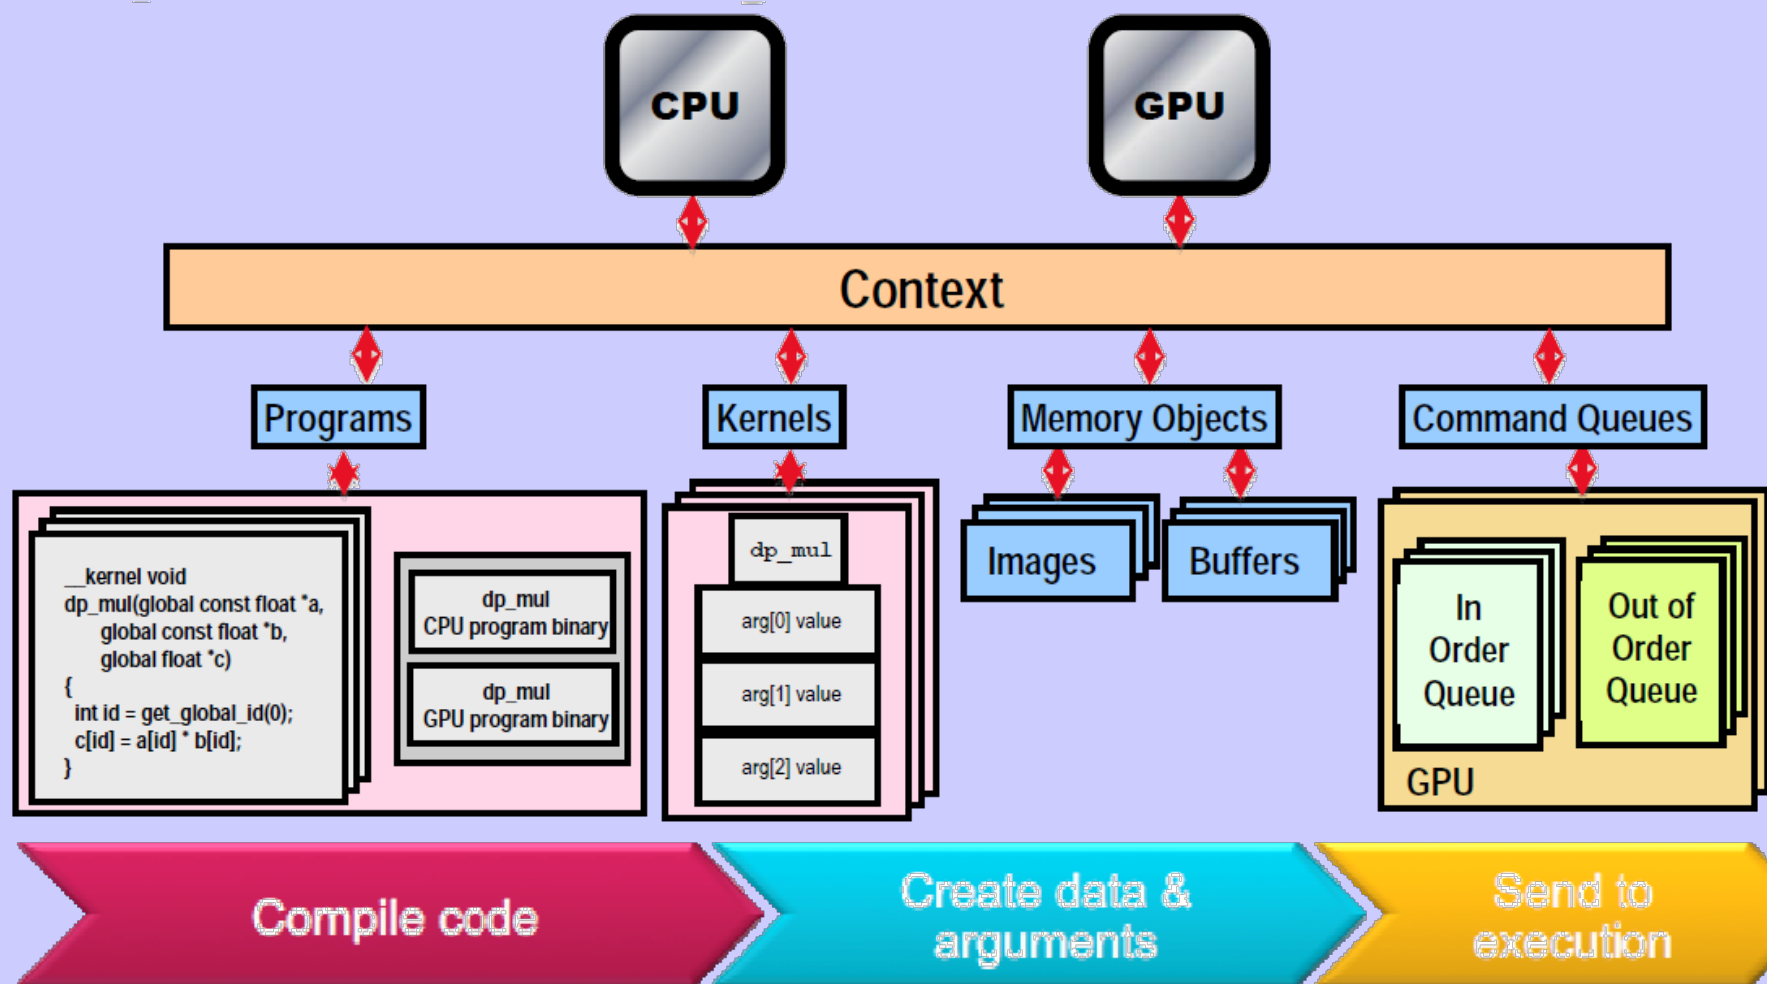 CPU
GPU
Context
Programs
Kernels
Memory Objects
Command Queues
__kernel void
dp_mul(global const float *a,
global const float *b,
global float *c)
{
int id = get_global_id(0);
c[id] = a[id] * b[id];
}
dp_mul
CPU program binary
dp_mul
GPU program binary
dp_mul
arg[0] value
arg[1] value
arg[2] value
Images
Buffers
In
Order
Queue
Out of
Order
Queue
GPU
Compile code
Create data &
arguments
Send to
execution